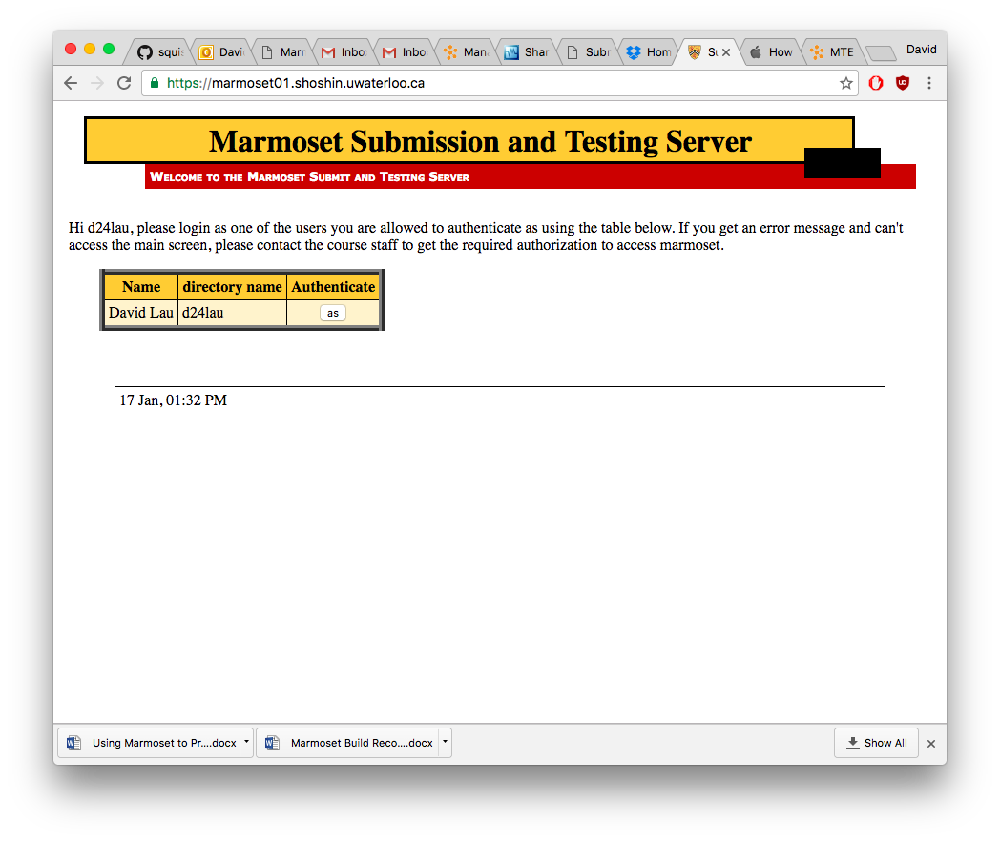 squi
Davi
Marr
Inbo
Inbo
Man
Shar
Subr
Hom
How
MTE
David
https://marmoset01.shoshin.uwaterloo.ca
Marmoset Submission and Testing Server
Welcome to the Marmoset Submit and Testing Server
Hi d24lau, please login as one of the users you are allowed to authenticate as using the table below. If you get an error message and can't
access the main screen, please contact the course staff to get the required authorization to access marmoset.
Name directory name Authenticate
David Lau d24lau as
17 Jan, 01:32 PM
Using Marmoset to Pr....docx
Marmoset Build Reco....docx
Show All